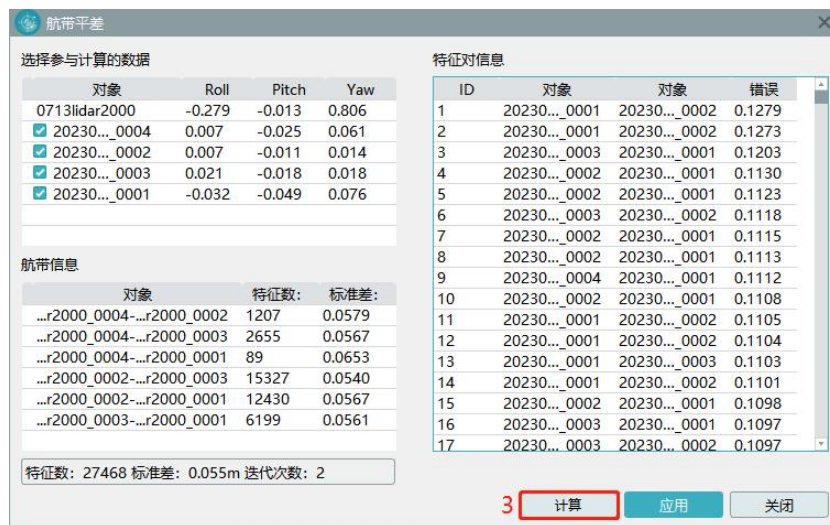 航带平差
选择参与计算的数据
对象 Roll Pitch Yaw
0713lidar2000 -0.279 -0.013 0.806
20230..._0004 0.007 -0.025 0.061
20230..._0002 0.007 -0.011 0.014
20230..._0003 0.021 -0.018 0.018
20230..._0001 -0.032 -0.049 0.076
航带信息
对象 特征数: 标准差:
...r2000_0004-...r2000_0002 1207 0.0579
...r2000_0004-...r2000_0003 2655 0.0567
...r2000_0004-...r2000_0001 89 0.0653
...r2000_0002-...r2000_0003 15327 0.0540
...r2000_0002-...r2000_0001 12430 0.0567
...r2000_0003-...r2000_0001 6199 0.0561
特征数: 27468 标准差: 0.055m 迭代次数: 2
特征对信息
ID 对象 对象 错误
1 20230..._0001 20230..._0002 0.1279
2 20230..._0001 20230..._0002 0.1273
3 20230..._0003 20230..._0001 0.1203
4 20230..._0002 20230..._0001 0.1130
5 20230..._0002 20230..._0001 0.1123
6 20230..._0003 20230..._0002 0.1118
7 20230..._0002 20230..._0001 0.1115
8 20230..._0002 20230..._0001 0.1113
9 20230..._0004 20230..._0001 0.1112
10 20230..._0002 20230..._0001 0.1108
11 20230..._0001 20230..._0002 0.1105
12 20230..._0001 20230..._0002 0.1104
13 20230..._0001 20230..._0003 0.1103
14 20230..._0001 20230..._0002 0.1101
15 20230..._0002 20230..._0001 0.1098
16 20230..._0003 20230..._0001 0.1097
17 20230..._0003 20230..._0002 0.1097
3 计算 应用 关闭